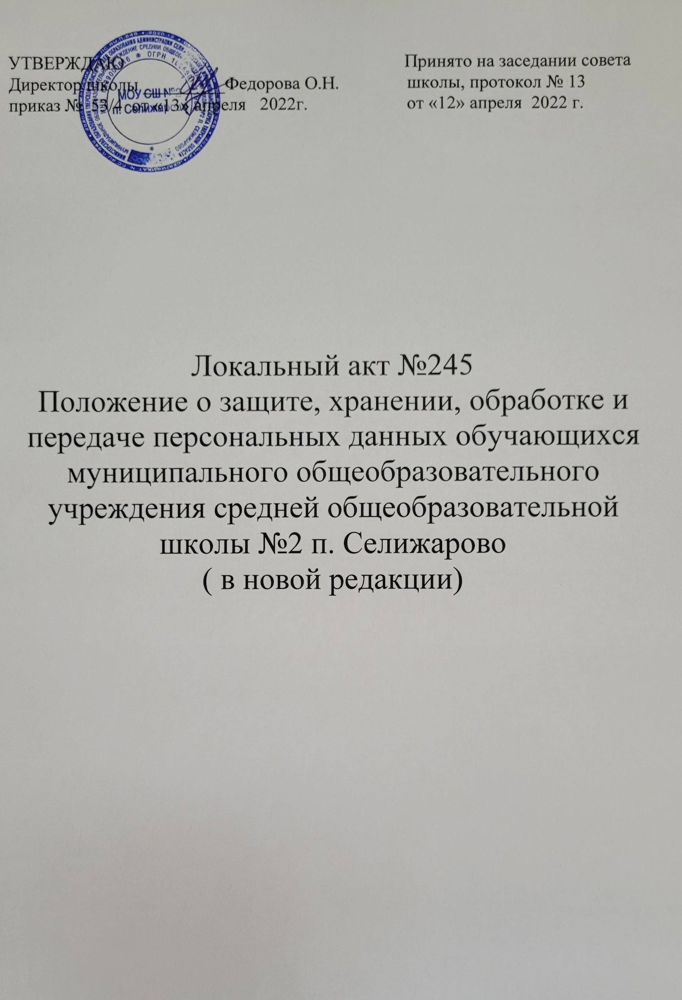 УТВЕРЖДАЮ
Директор школы Федорова О.Н.
приказ № 53/4 от «13» апреля 2022г.
Принято на заседании совета
школы, протокол № 13
от «12» апреля 2022 г.
МОУ СШ №2
п. Селижарово
Локальный акт №245
Положение о защите, хранении, обработке и
передаче персональных данных обучающихся
муниципального общеобразовательного
учреждения средней общеобразовательной
школы №2 п. Селижарово
( в новой редакции)